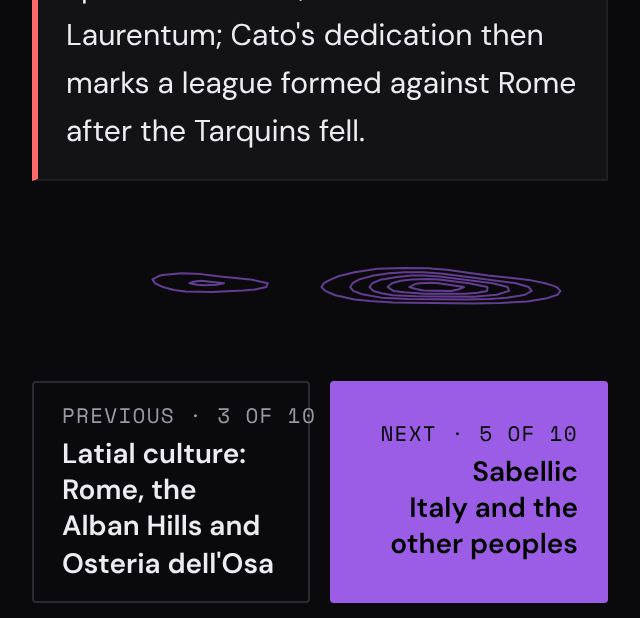 Laurentum; Cato's dedication then
marks a league formed against Rome
after the Tarquins fell.
PREVIOUS · 3 OF 10
Latial culture:
Rome, the
Alban Hills and
Osteria dell'Osa
NEXT · 5 OF 10
Sabellic
Italy and the
other peoples